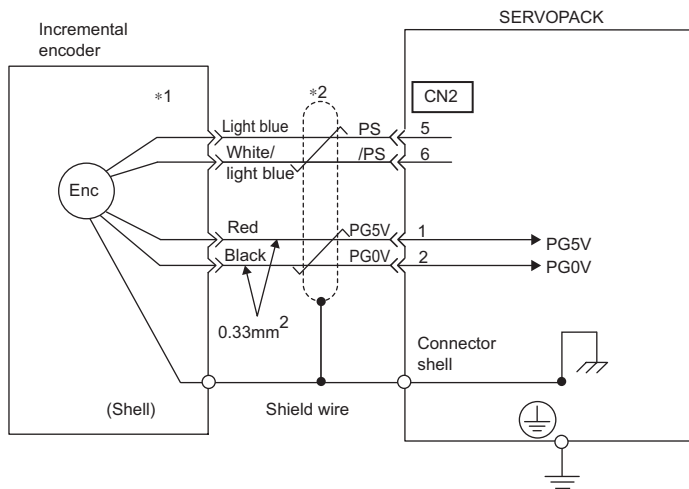 SERVOPACK
Incremental
encoder
*1
*2
CN2
Light blue
PS
5
White/
light blue
/PS
6
Enc
Red
PG5V
1
PG5V
Black
PG0V
2
PG0V
0.33mm2
Connector
shell
(Shell)
Shield wire